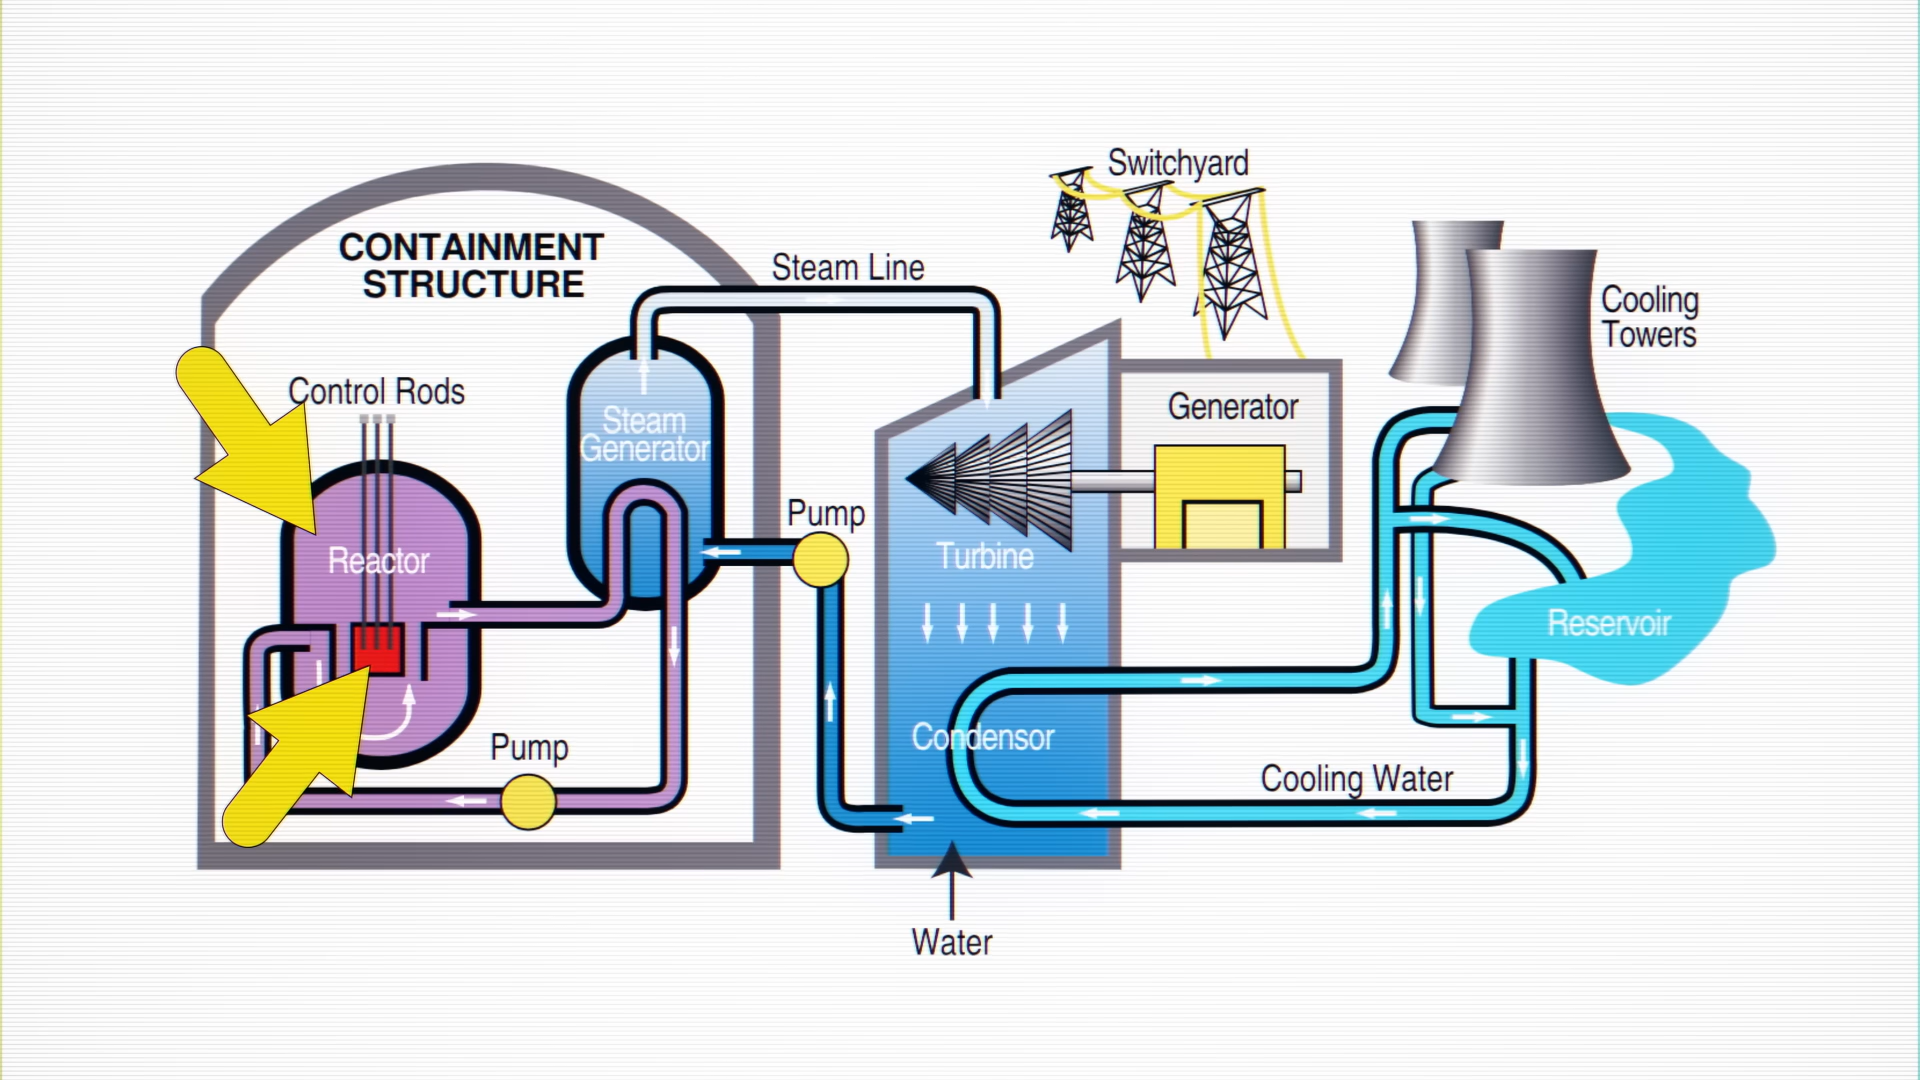 Switchyard
CONTAINMENT
STRUCTURE
Steam Line
Cooling
Towers
Control Rods
Steam
Generator
Generator
Pump
Reactor
Turbine
Reservoir
Condensor
Pump
Cooling Water
Water